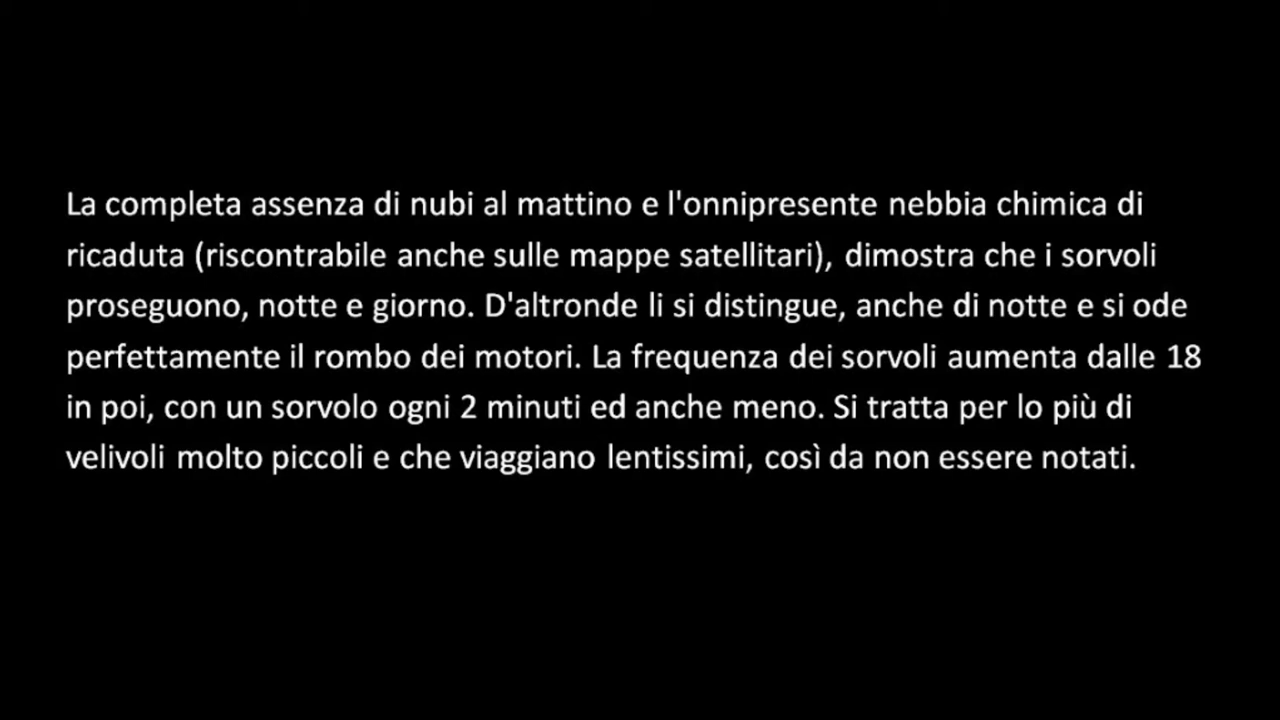 La completa assenza di nubi al mattino e l'onnipresente nebbia chimica di
ricaduta (riscontrabile anche sulle mappe satellitari), dimostra che i sorvoli
proseguono, notte e giorno. D'altronde li si distingue, anche di notte e si ode
perfettamente il rombo dei motori. La frequenza dei sorvoli aumenta dalle 18
in poi, con un sorvolo ogni 2 minuti ed anche meno. Si tratta per lo più di
velivoli molto piccoli e che viaggiano lentissimi, così da non essere notati.